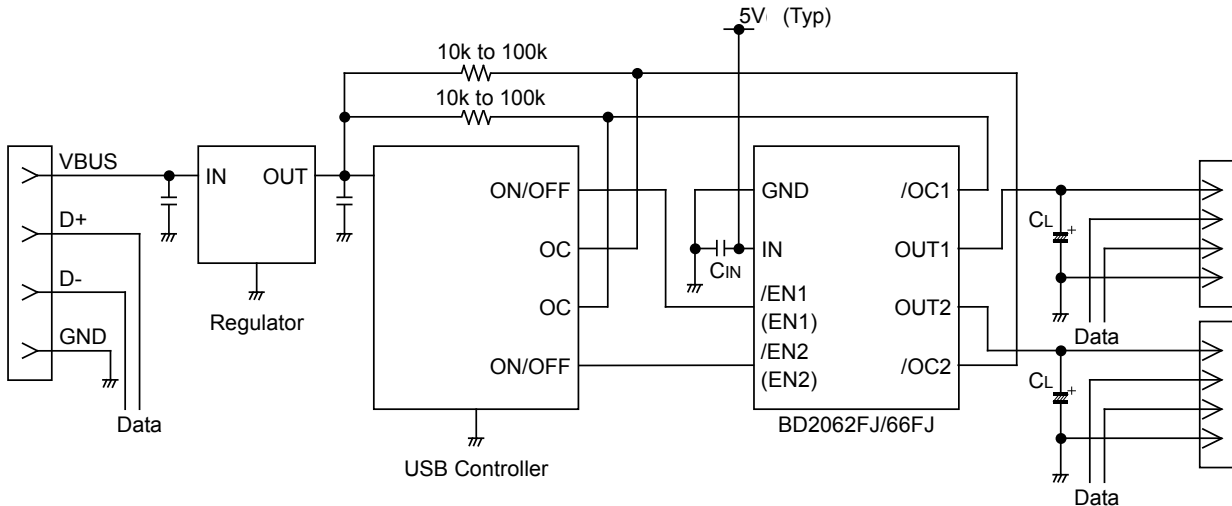 5V (Typ)
10k to 100k
10k to 100k
VBUS
D+
D-
GND
Data
IN
OUT
Regulator
ON/OFF
OC
OC
ON/OFF
USB Controller
GND
IN
/EN1
(EN1)
/EN2
(EN2)
/OC1
OUT1
OUT2
/OC2
BD2062FJ/66FJ
CIN
CL
+
Data
CL
+
Data